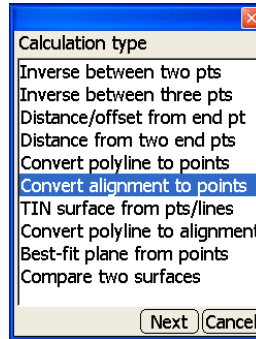 Calculation type
Inverse between two pts
Inverse between three pts
Distance/offset from end pt
Distance from two end pts
Convert polyline to points
Convert alignment to points
TIN surface from pts/lines
Convert polyline to alignment
Best-fit plane from points
Compare two surfaces
Next Cancel